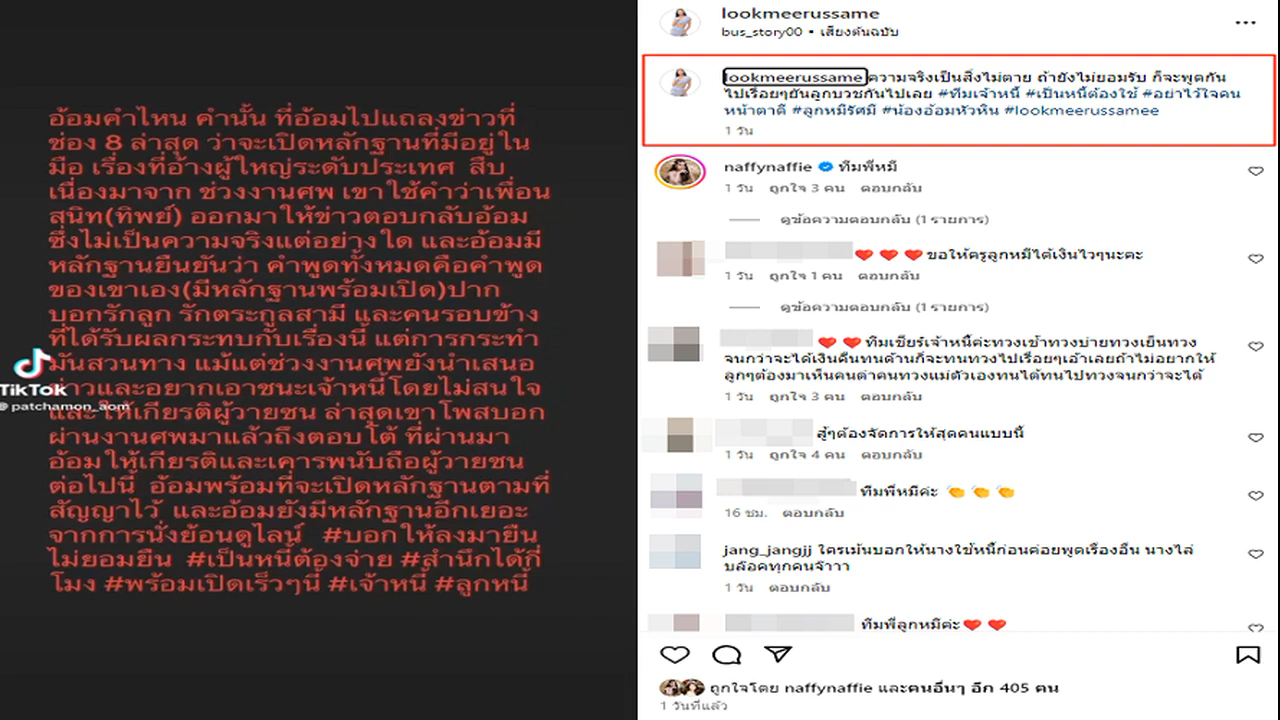 อ้อมคำไหน คำนั้น ที่อ้อมไปแถลงข่าวที่
ช่อง 8 ล่าสุด ว่าจะเปิดหลักฐานที่มีอยู่ใน
มือ เรื่องที่อ้างผู้ใหญ่ระดับประเทศ สืบ
เนื่องมาจาก ช่วงงานศพ เขาใช้คำว่าเพื่อน
สนิท(ทิพย์) ออกมาให้ข่าวตอบกลับอ้อม
ซึ่งไม่เป็นความจริงแต่อย่างใด และอ้อมมี
หลักฐานยืนยันว่า คำพูดทั้งหมดคือคำพูด
ของเขาเอง(มีหลักฐานพร้อมเปิด)ปาก
บอกรักลูก รักตระกูลสามี และคนรอบข้าง
ที่ได้รับผลกระทบกับเรื่องนี้ แต่การกระทำ
มันสวนทาง แม้แต่ช่วงงานศพยังนำเสนอ
ข่าวและอยากเอาชนะเจ้าหนี้โดยไม่สนใจ
และให้เกียรติผู้วายชน ล่าสุดเขาโพสบอก
ผ่านงานศพมาแล้วถึงตอบโต้ ที่ผ่านมา
อ้อมให้เกียรติและเคารพนับถือผู้วายชน
ต่อไปนี้ อ้อมพร้อมที่จะเปิดหลักฐานตามที่
สัญญาไว้ และอ้อมยังมีหลักฐานอีกเยอะ
จากการนั่งย้อนดูไลน์ #บอกให้ลงมายืน
ไม่ยอมยืน #เป็นหนี้ต้องจ่าย #สำนึกได้กี่
โมง #พร้อมเปิดเร็วๆนี้ #เจ้าหนี้ #ลูกหนี้
TikTok
@patchamon_aom
lookmeerussame
bus_story00 • เสียงต้นฉบับ
lookmeerussame ความจริงเป็นสิ่งไม่ตาย ถ้ายังไม่ยอมรับ ก็จะพูดกัน
ไปเรื่อยๆยันลูกบวชกันไปเลย #ทีมเจ้าหนี้ #เป็นหนี้ต้องใช้ #อย่าไว้ใจคน
หน้าตาดี #ลูกหมีรัศมี #น้องอ้อมหัวหิน #lookmeerussamee
1 วัน
naffynaffie ทีมพี่หมี
1 วัน ถูกใจ 3 คน ตอบกลับ
ดูข้อความตอบกลับ (1 รายการ)
❤️ ❤️ ❤️ ขอให้ครูลูกหมีได้เงินไวๆนะคะ
1 วัน ถูกใจ 1 คน ตอบกลับ
ดูข้อความตอบกลับ (1 รายการ)
❤️ ❤️ ทีมเชียร์เจ้าหนี้ค่ะทวงเช้าทวงบ่ายทวงเย็นทวง
จนกว่าจะได้เงินคืนทนด้านก็จะทนทวงไปเรื่อยๆเอ้าเลยถ้าไม่อยากให้
ลูกๆต้องมาเห็นคนด่าคนทวงแม่ตัวเองทนได้ทนไปทวงจนกว่าจะได้
1 วัน ถูกใจ 3 คน ตอบกลับ
สู้ๆต้องจัดการให้สุดคนแบบนี้
1 วัน ถูกใจ 4 คน ตอบกลับ
ทีมพี่หมีค่ะ 👏 👏 👏
16 ชม. ตอบกลับ
jang_jangjj ใครเม้นบอกให้นางใช้หนี้ก่อนค่อยพูดเรื่องอื่น นางไล่
บล๊อคทุกคนจ้าาา
1 วัน ตอบกลับ
ทีมพี่ลูกหมีค่ะ❤️ ❤️
ถูกใจโดย naffynaffie และคนอื่นๆ อีก 405 คน
1 วันที่แล้ว